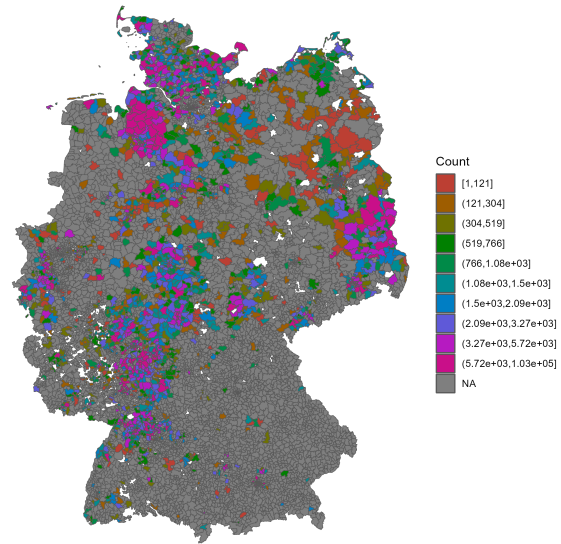 Count
[1,121]
(121,304]
(304,519]
(519,766]
(766,1.08e+03]
(1.08e+03,1.5e+03]
(1.5e+03,2.09e+03]
(2.09e+03,3.27e+03]
(3.27e+03,5.72e+03]
(5.72e+03,1.03e+05]
NA